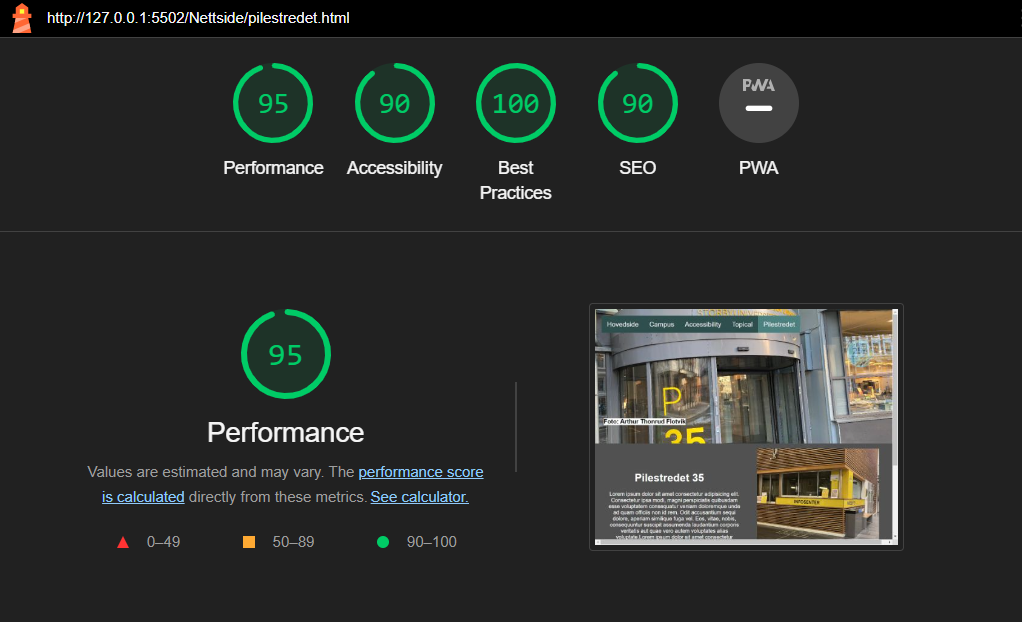 http://127.0.0.1:5502/Nettside/pilestredet.html
95 90 100 90 PWA
Performance Accessibility Best SEO PWA
Practices
95
Performance
Values are estimated and may vary. The performance score
is calculated directly from these metrics. See calculator.
0–49 50–89 90–100
Hovedside Campus Accessibility Topical Pilestredet
P
35
Foto: Arthur Thonrud Flotvik
Pilestredet 35
INFOSENTER
Lorem ipsum dolor sit amet consectetur adipisicing elit.
Consectetur ipsa modi, magni perspiciatis quibusdam
esse voluptatem consequatur veniam doloremque unda
ad quam officiis non id rem. Odit accusantium sequi
dolore, aperiam similique fuga vel. Eos, vitae, nobis,
consequuntur suscipit assumenda laudantium corporis
veritatis aut quae vero autem voluptates alias
voluptate.Lorem ipsum dolor sit amet consectetur